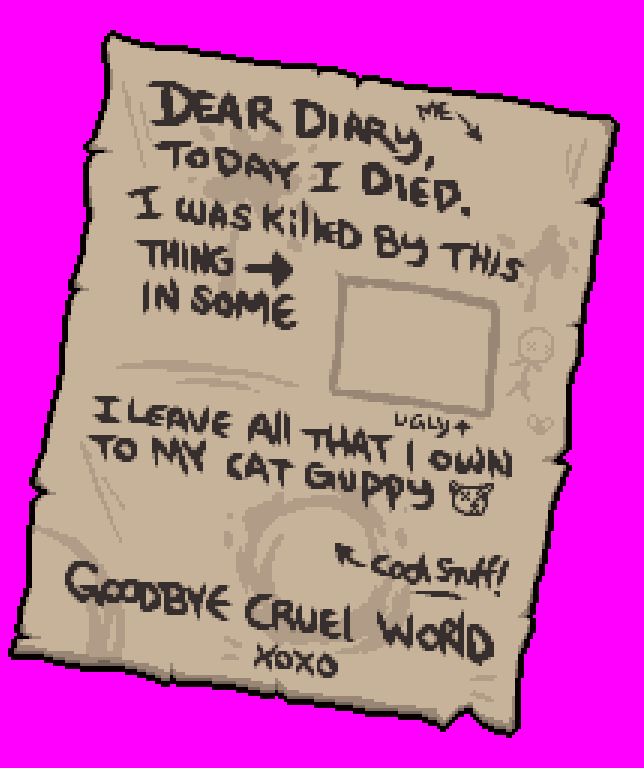 DEAR DIARY,
ME
TODAY I DIED.
I WAS KillED BY THIS
THING
IN SOME
UGLY
I LEAVE All THAT I OWN
TO MY CAT GUPPY
Cool Stuff!
GOODBYE CRUEl WORlD
XOXO